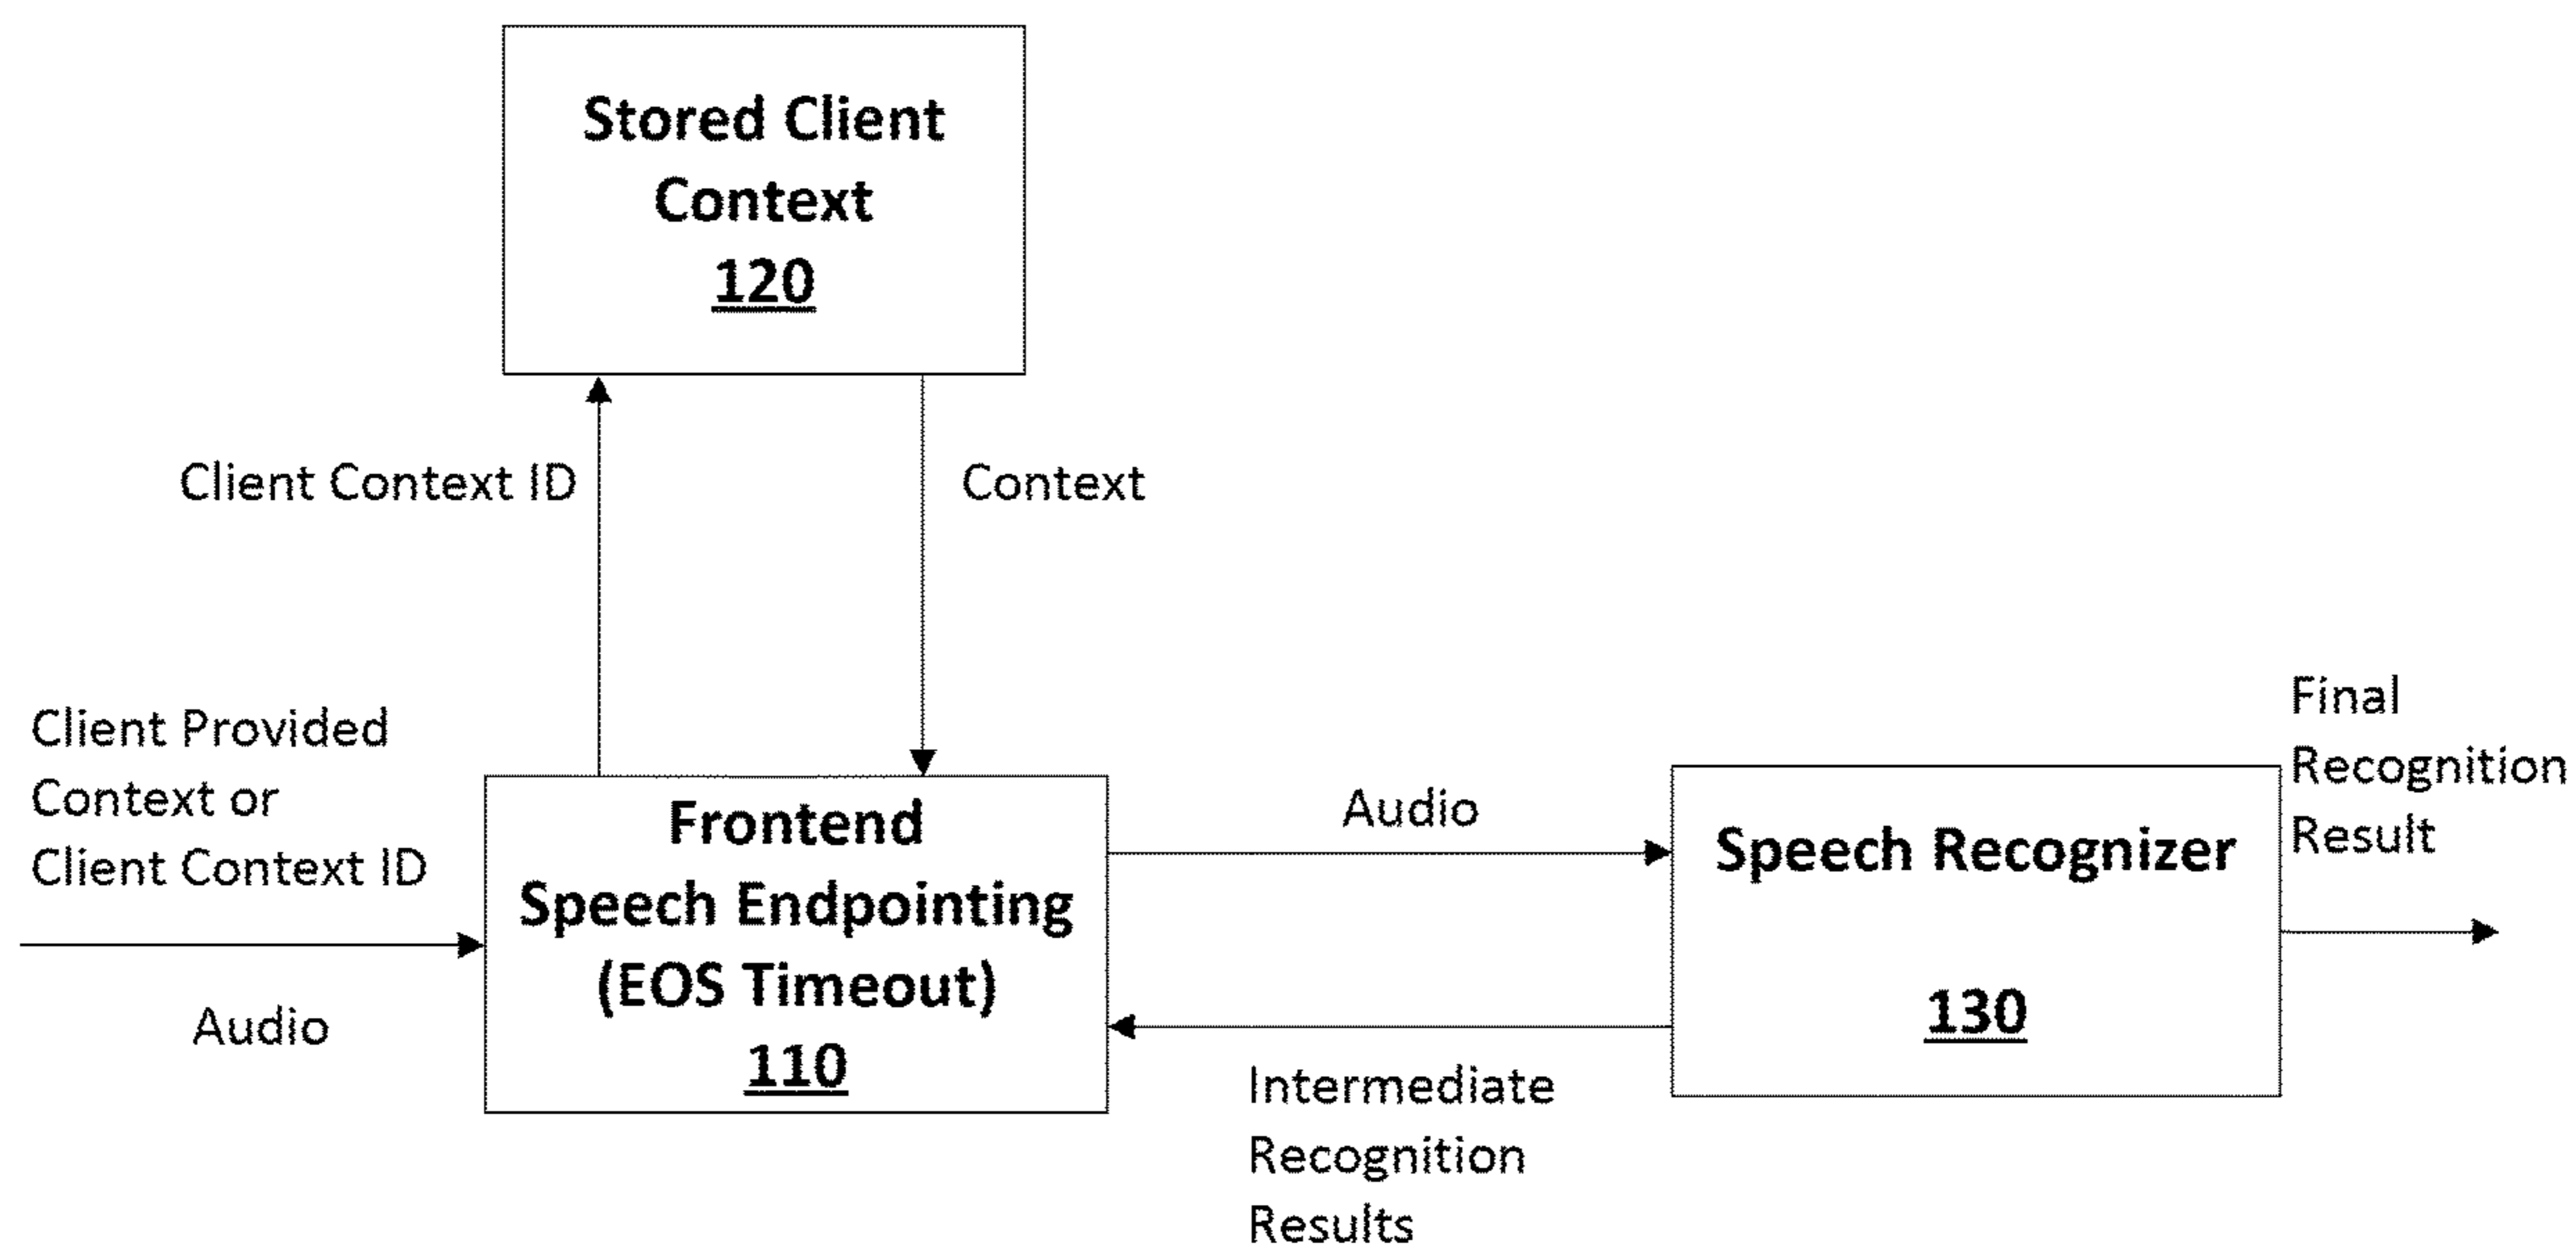 Stored Client
Context
120
Client Context ID
Context
Client Provided
Context or
Client Context ID
Audio
Frontend
Speech Endpointing
(EOS Timeout)
110
Audio
Intermediate
Recognition
Results
Speech Recognizer
130
Final
Recognition
Result